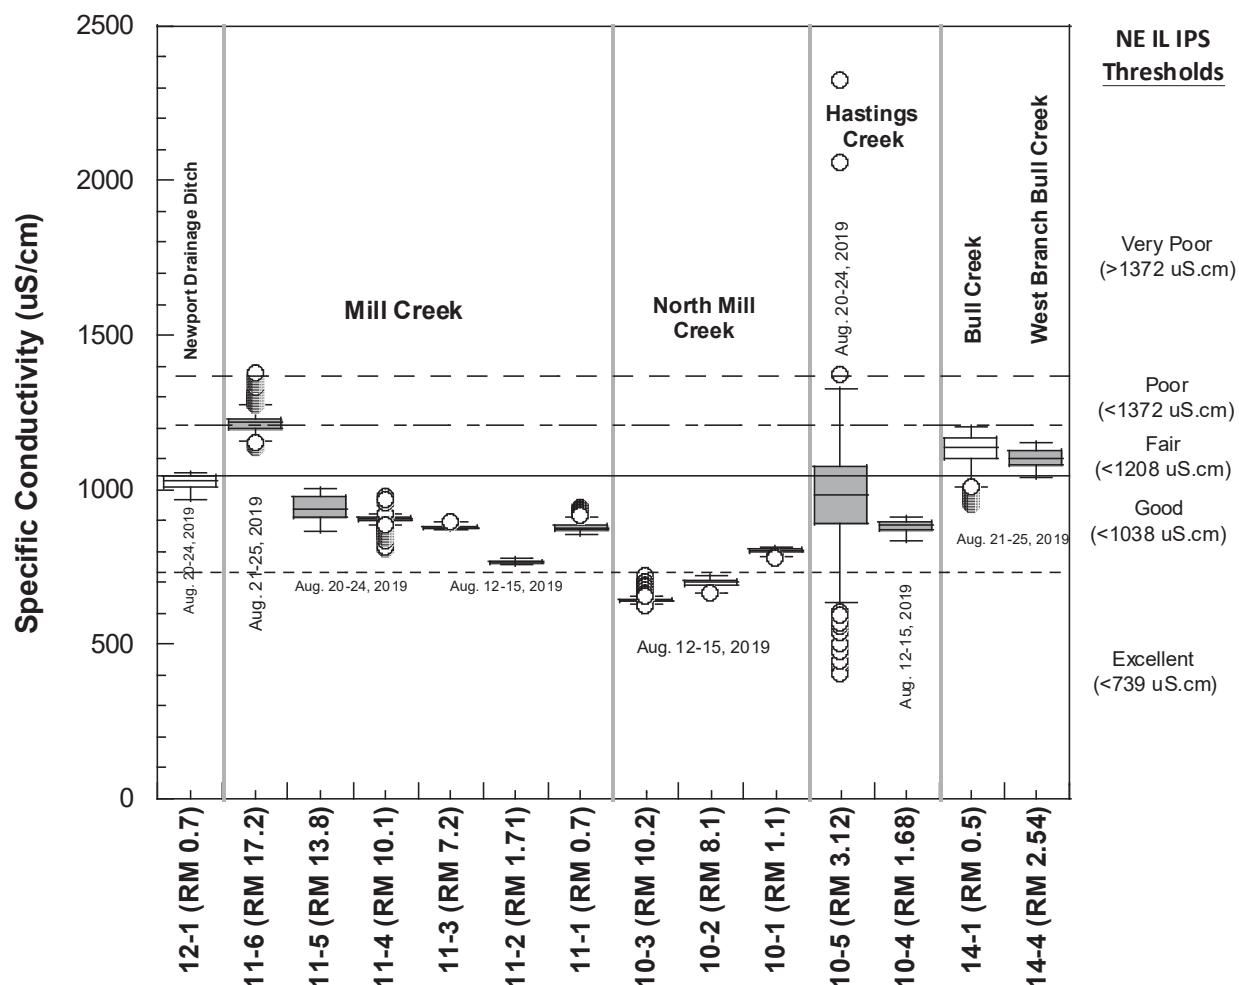 2500
2000
1500
1000
500
0
Specific Conductivity (uS/cm)
Newport Drainage Ditch
Mill Creek
North Mill
Creek
Hastings
Creek
Bull Creek
West Branch Bull Creek
Aug. 20-24, 2019
Aug. 21-25, 2019
Aug. 20-24, 2019
Aug. 12-15, 2019
Aug. 12-15, 2019
Aug. 20-24, 2019
Aug. 12-15, 2019
Aug. 21-25, 2019
NE IL IPS
Thresholds
Very Poor
(>1372 uS.cm)
Poor
(<1372 uS.cm)
Fair
(<1208 uS.cm)
Good
(<1038 uS.cm)
Excellent
(<739 uS.cm)
12-1 (RM 0.7)
11-6 (RM 17.2)
11-5 (RM 13.8)
11-4 (RM 10.1)
11-3 (RM 7.2)
11-2 (RM 1.71)
11-1 (RM 0.7)
10-3 (RM 10.2)
10-2 (RM 8.1)
10-1 (RM 1.1)
10-5 (RM 3.12)
10-4 (RM 1.68)
14-1 (RM 0.5)
14-4 (RM 2.54)